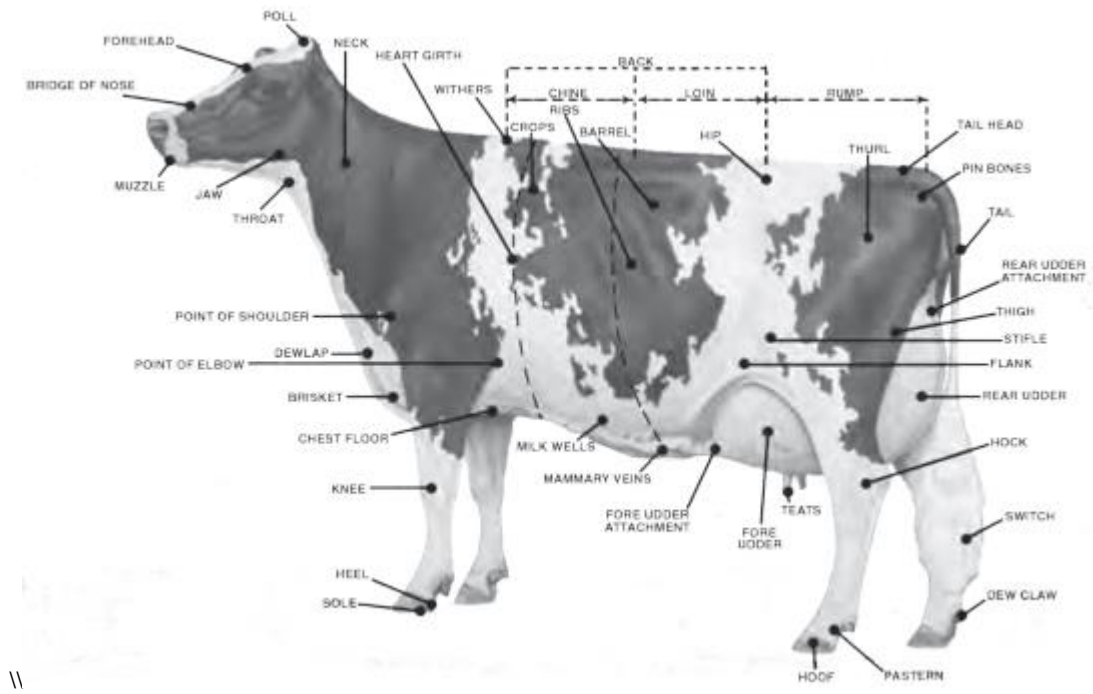 POLL
FOREHEAD
NECK
HEART GIRTH
BACK
BRIDGE OF NOSE
WITHERS
CHINE
LOIN
RUMP
RIBS
CROPS
BARREL
HIP
TAIL HEAD
THURL
PIN BONES
MUZZLE
JAW
THROAT
TAIL
REAR UDDER
ATTACHMENT
POINT OF SHOULDER
THIGH
STIFLE
DEWLAP
POINT OF ELBOW
FLANK
BRISKET
REAR UDDER
CHEST FLOOR
MILK WELLS
HOCK
MAMMARY VEINS
KNEE
FORE UDDER
ATTACHMENT
TEATS
FORE
UDDER
SWITCH
HEEL
SOLE
DEW CLAW
HOOF
PASTERN
\\